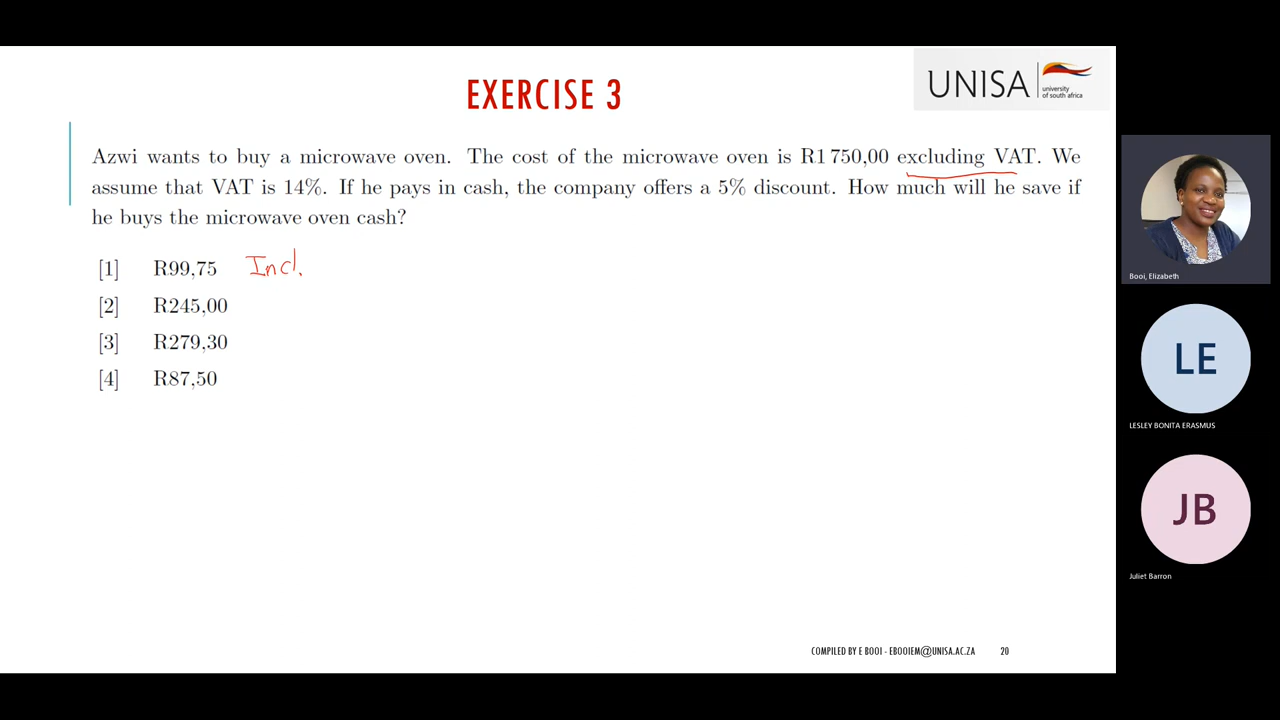 EXERCISE 3
UNISA
university
of south africa
Azwi wants to buy a microwave oven. The cost of the microwave oven is R1 750,00 excluding VAT. We
assume that VAT is 14%. If he pays in cash, the company offers a 5% discount. How much will he save if
he buys the microwave oven cash?
[1] R99,75 Incl.
[2] R245,00
[3] R279,30
[4] R87,50
COMPILED BY E BOOI - EBOOIEM@UNISA.AC.ZA 20
Booi, Elizabeth
LE
LESLEY BONITA ERASMUS
JB
Juliet Barron